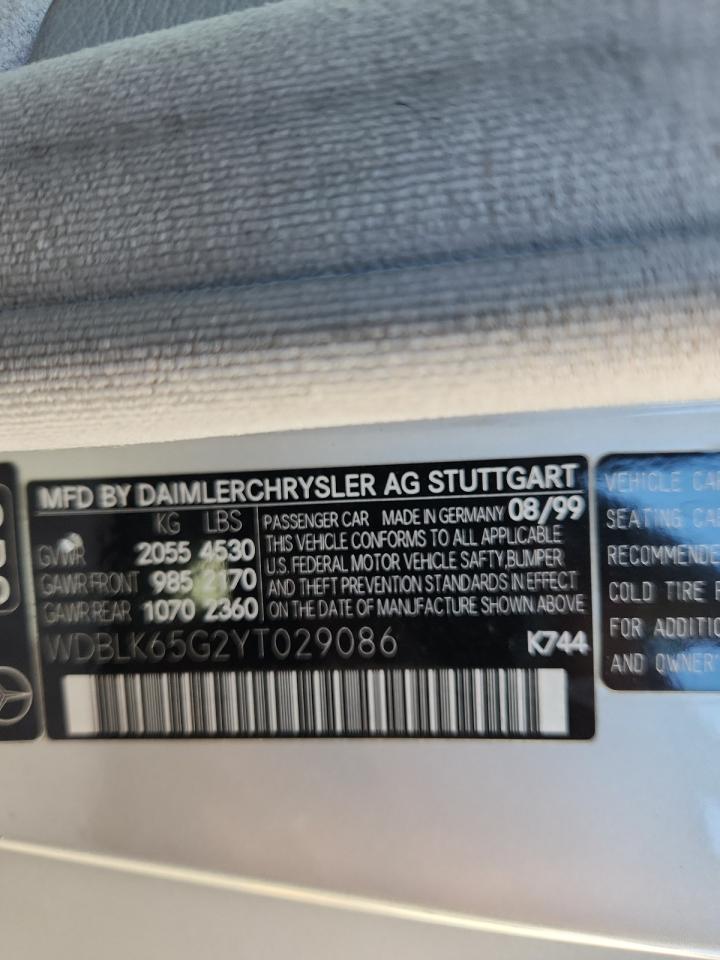 MFD BY DAIMLERCHRYSLER AG STUTTGART
KG LBS
GVWR 2055 4530
GAWR FRONT 985 2170
GAWR REAR 1070 2360
PASSENGER CAR MADE IN GERMANY 08/99
THIS VEHICLE CONFORMS TO ALL APPLICABLE
U.S. FEDERAL MOTOR VEHICLE SAFTY,BUMPER
AND THEFT PREVENTION STANDARDS IN EFFECT
ON THE DATE OF MANUFACTURE SHOWN ABOVE
WDBLK65G2YT029086 K744
VEHICLE CA
SEATING CA
RECOMMENDE
COLD TIRE
FOR ADDITIO
AND OWNER'